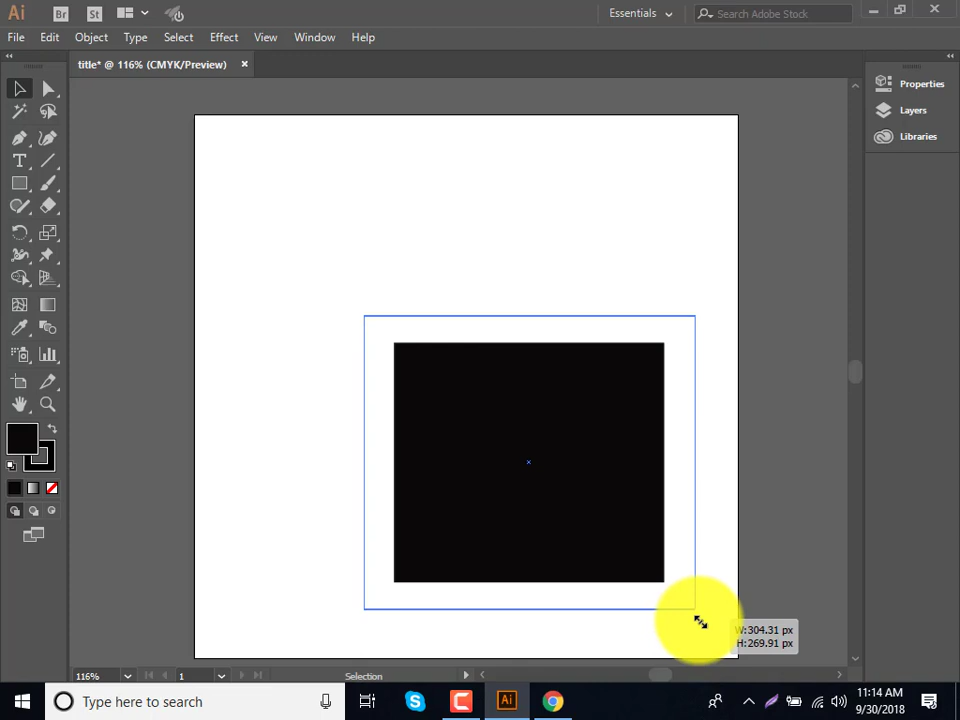 Ai Br St Essentials Search Adobe Stock
File Edit Object Type Select Effect View Window Help
title* @ 116% (CMYK/Preview) ×
Properties
Layers
Libraries
T
W:304.31 px
H:269.91 px
116% 1 Selection
Type here to search
S
C
Ai
11:14 AM
9/30/2018